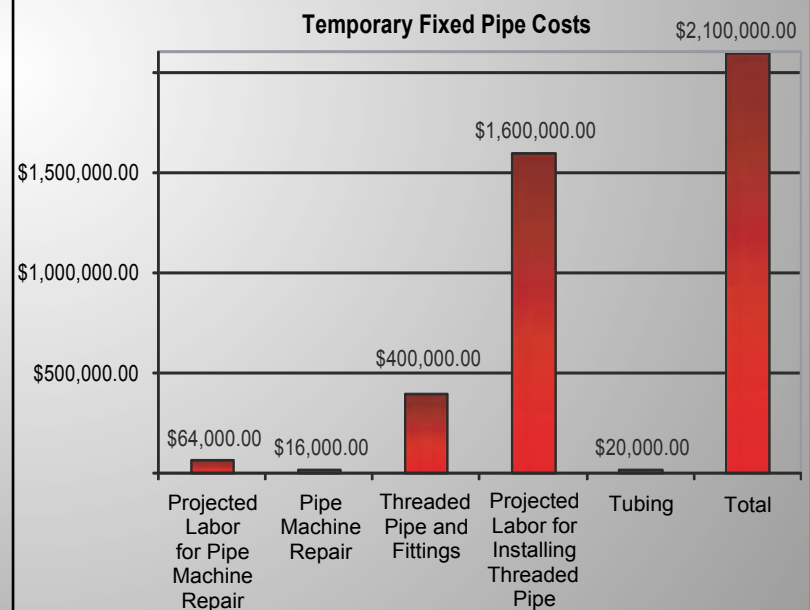 Temporary Fixed Pipe Costs
$2,100,000.00
$1,600,000.00
$1,500,000.00
$1,000,000.00
$500,000.00
$400,000.00
$64,000.00
$16,000.00
$20,000.00
Projected
Labor
for Pipe
Machine
Repair
Pipe
Machine
Repair
Threaded
Pipe and
Fittings
Projected
Labor for
Installing
Threaded
Pipe
Tubing
Total